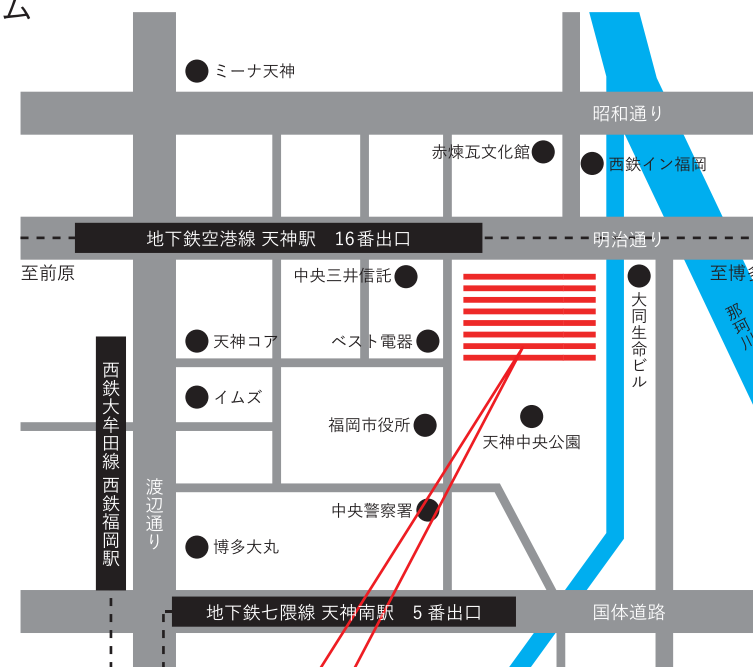 ム
ミーナ天神
昭和通り
赤煉瓦文化館
西鉄イン福岡
地下鉄空港線 天神駅　16番出口
明治通り
至前原
中央三井信託
至博多
大同生命ビル
那珂川
天神コア
ベスト電器
イムズ
福岡市役所
天神中央公園
西鉄大牟田線 西鉄福岡駅
渡辺通り
中央警察署
博多大丸
地下鉄七隈線 天神南駅　5番出口
国体道路